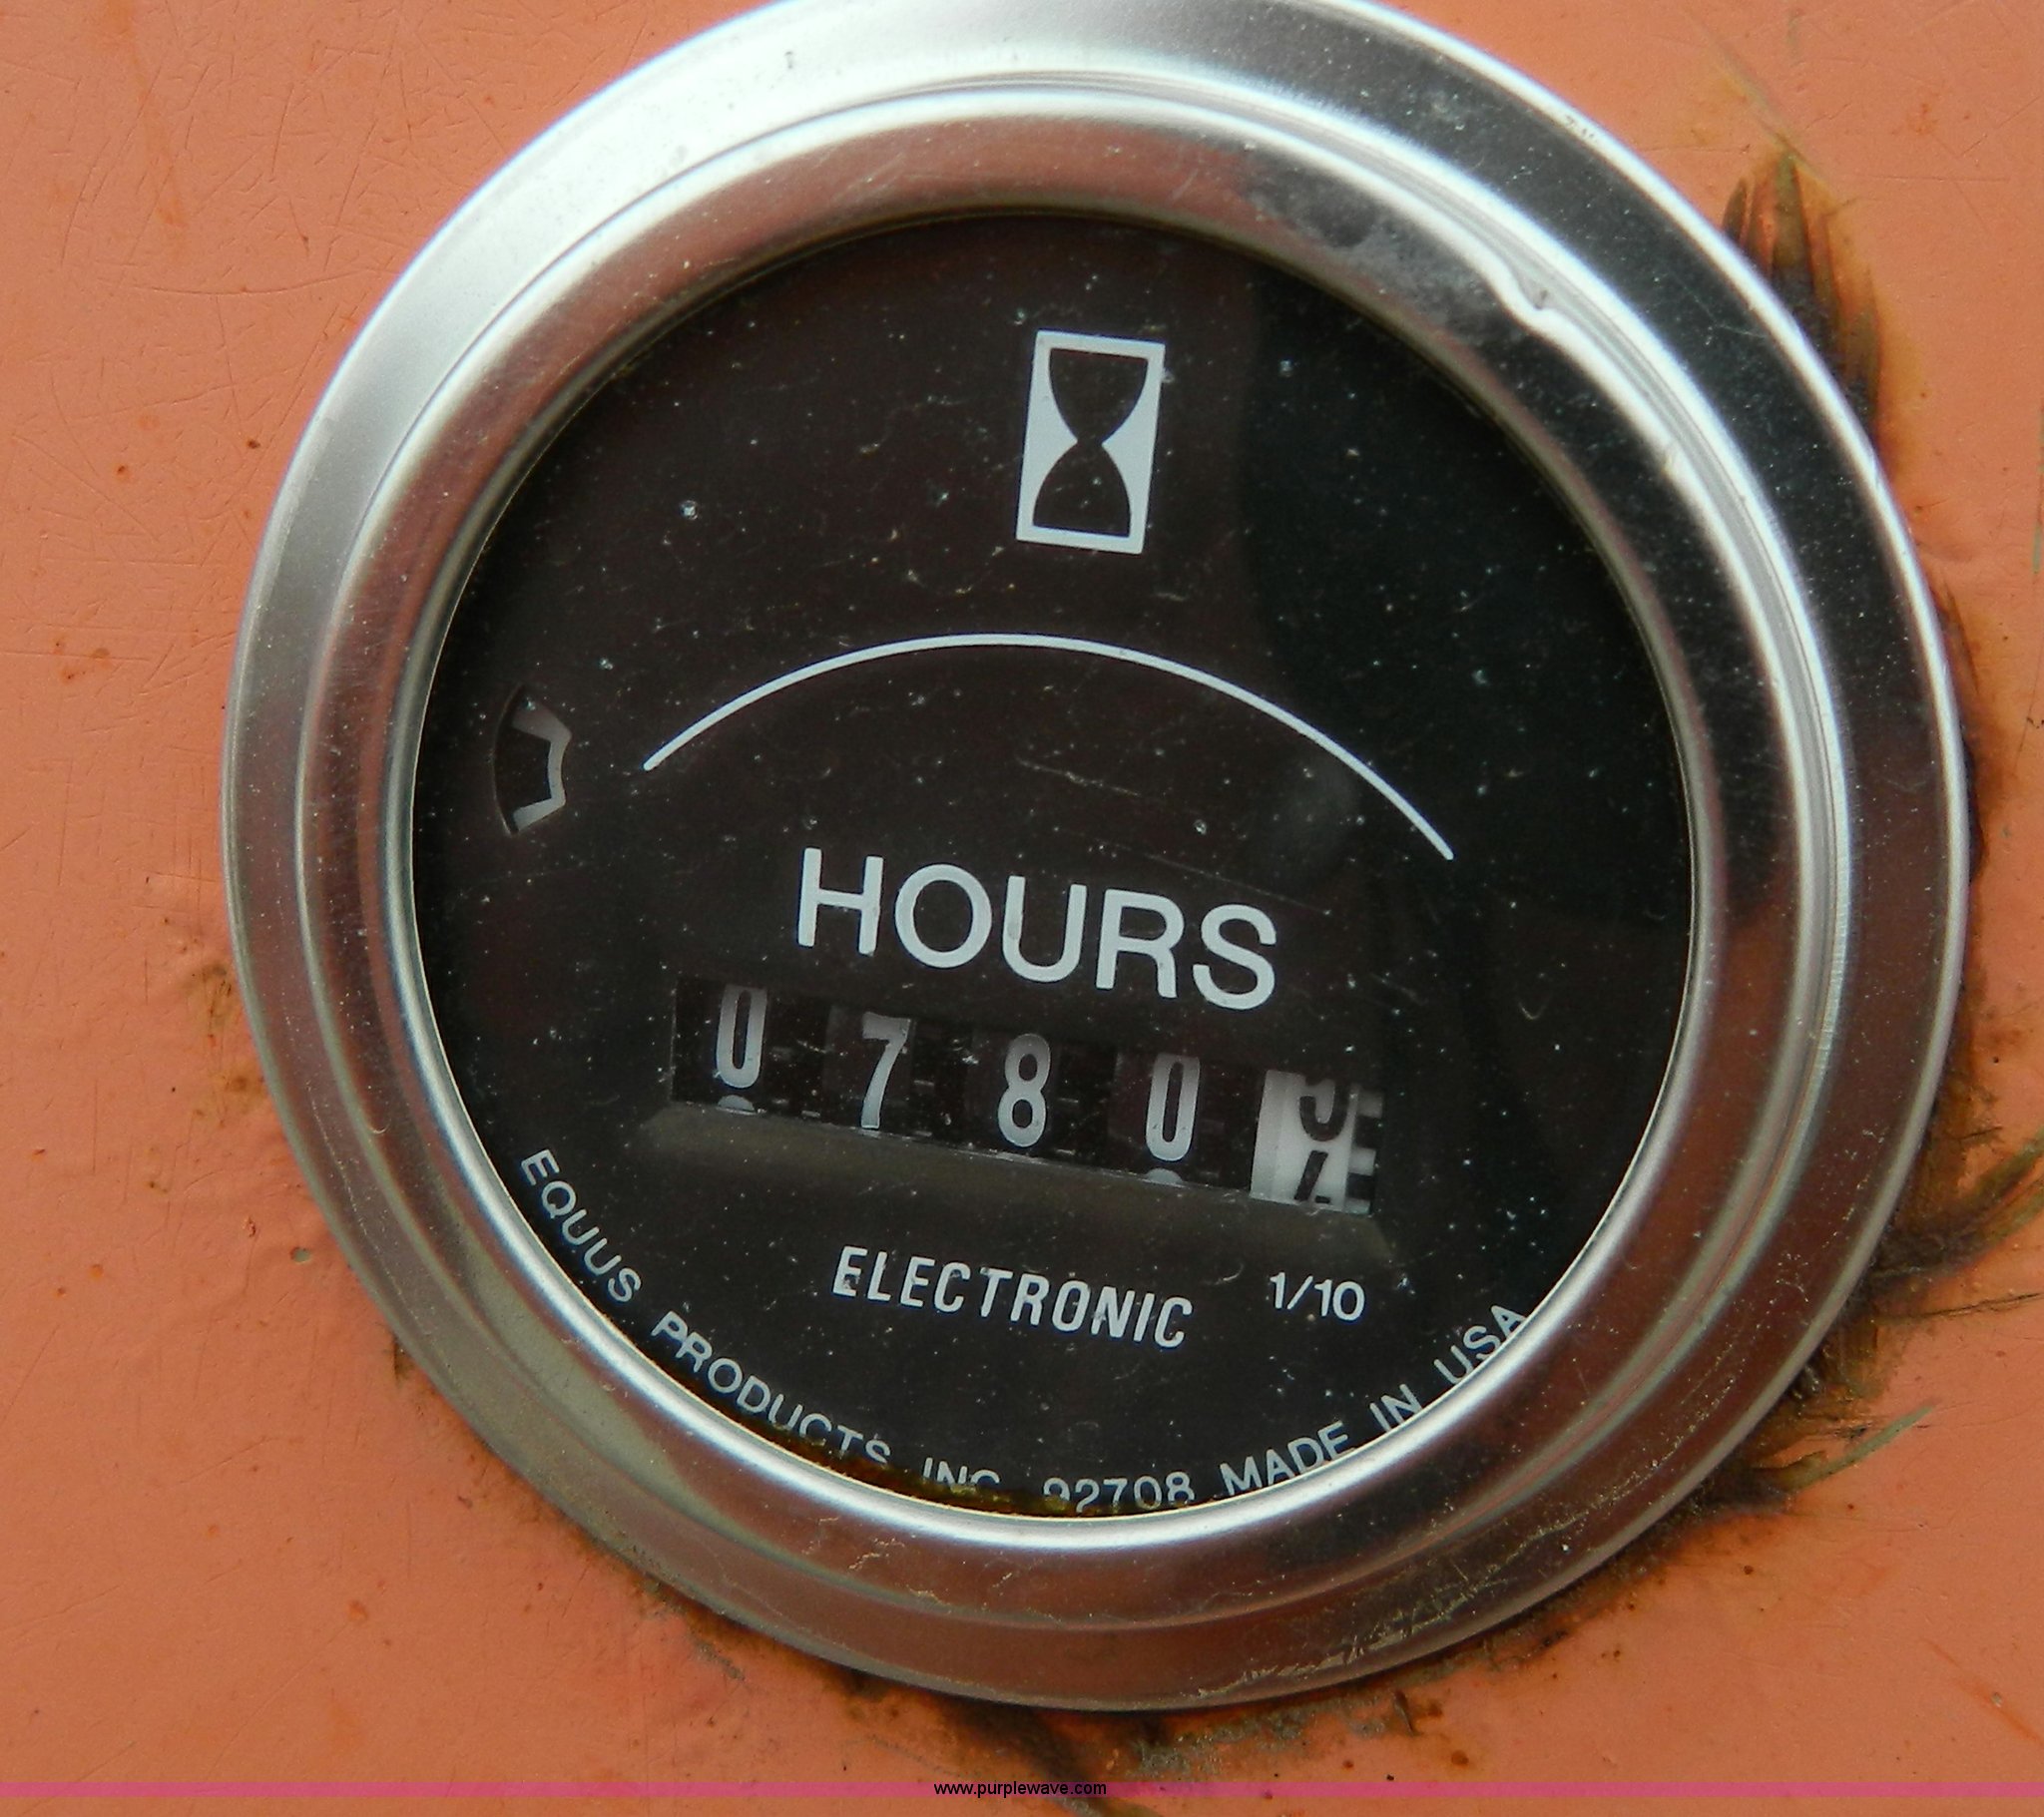 HOURS
0780
ELECTRONIC 1/10
EQUUS PRODUCTS INC. 92708 MADE IN USA
www.purplewave.com